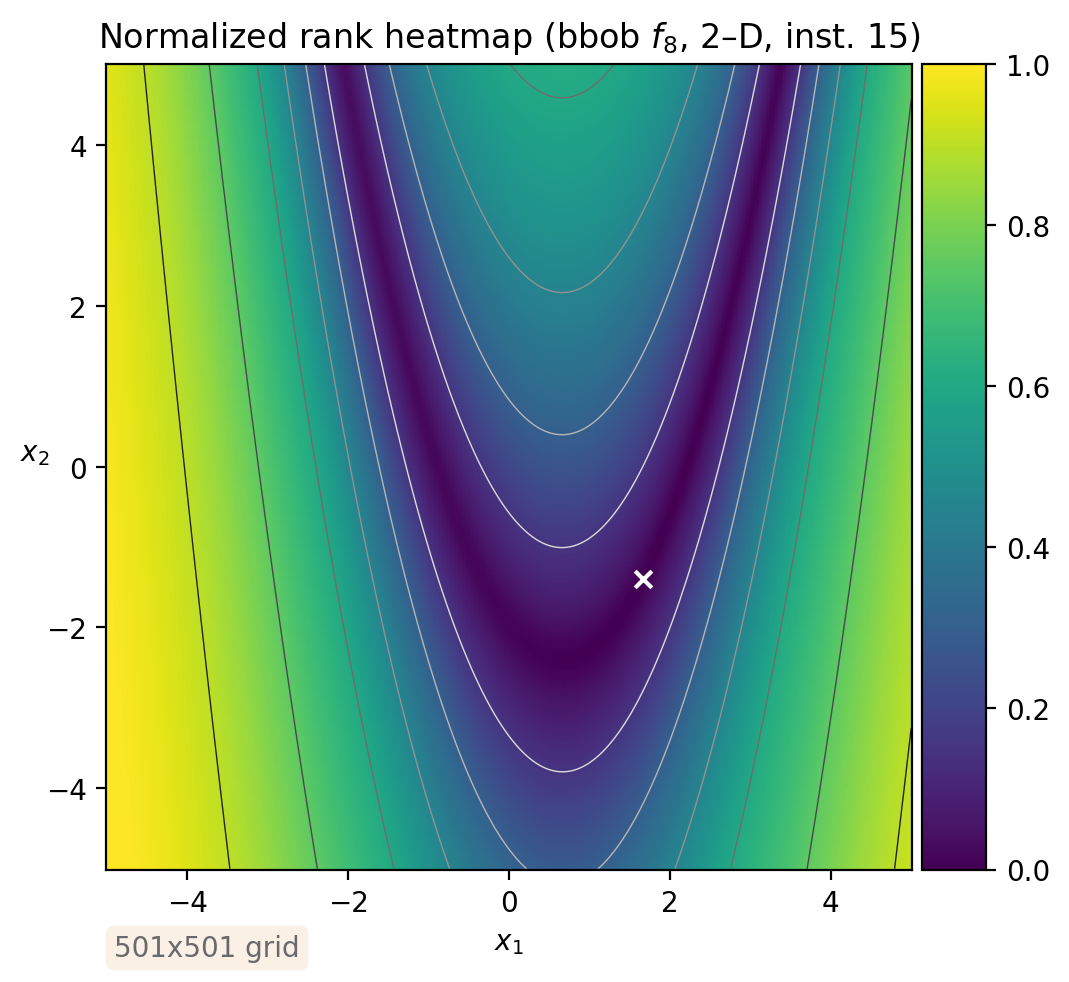 Normalized rank heatmap (bbob f₈, 2–D, inst. 15)
1.0
0.8
0.6
0.4
0.2
0.0
4
2
0
−2
−4
x₂
−4 −2 0 2 4
x₁
501x501 grid